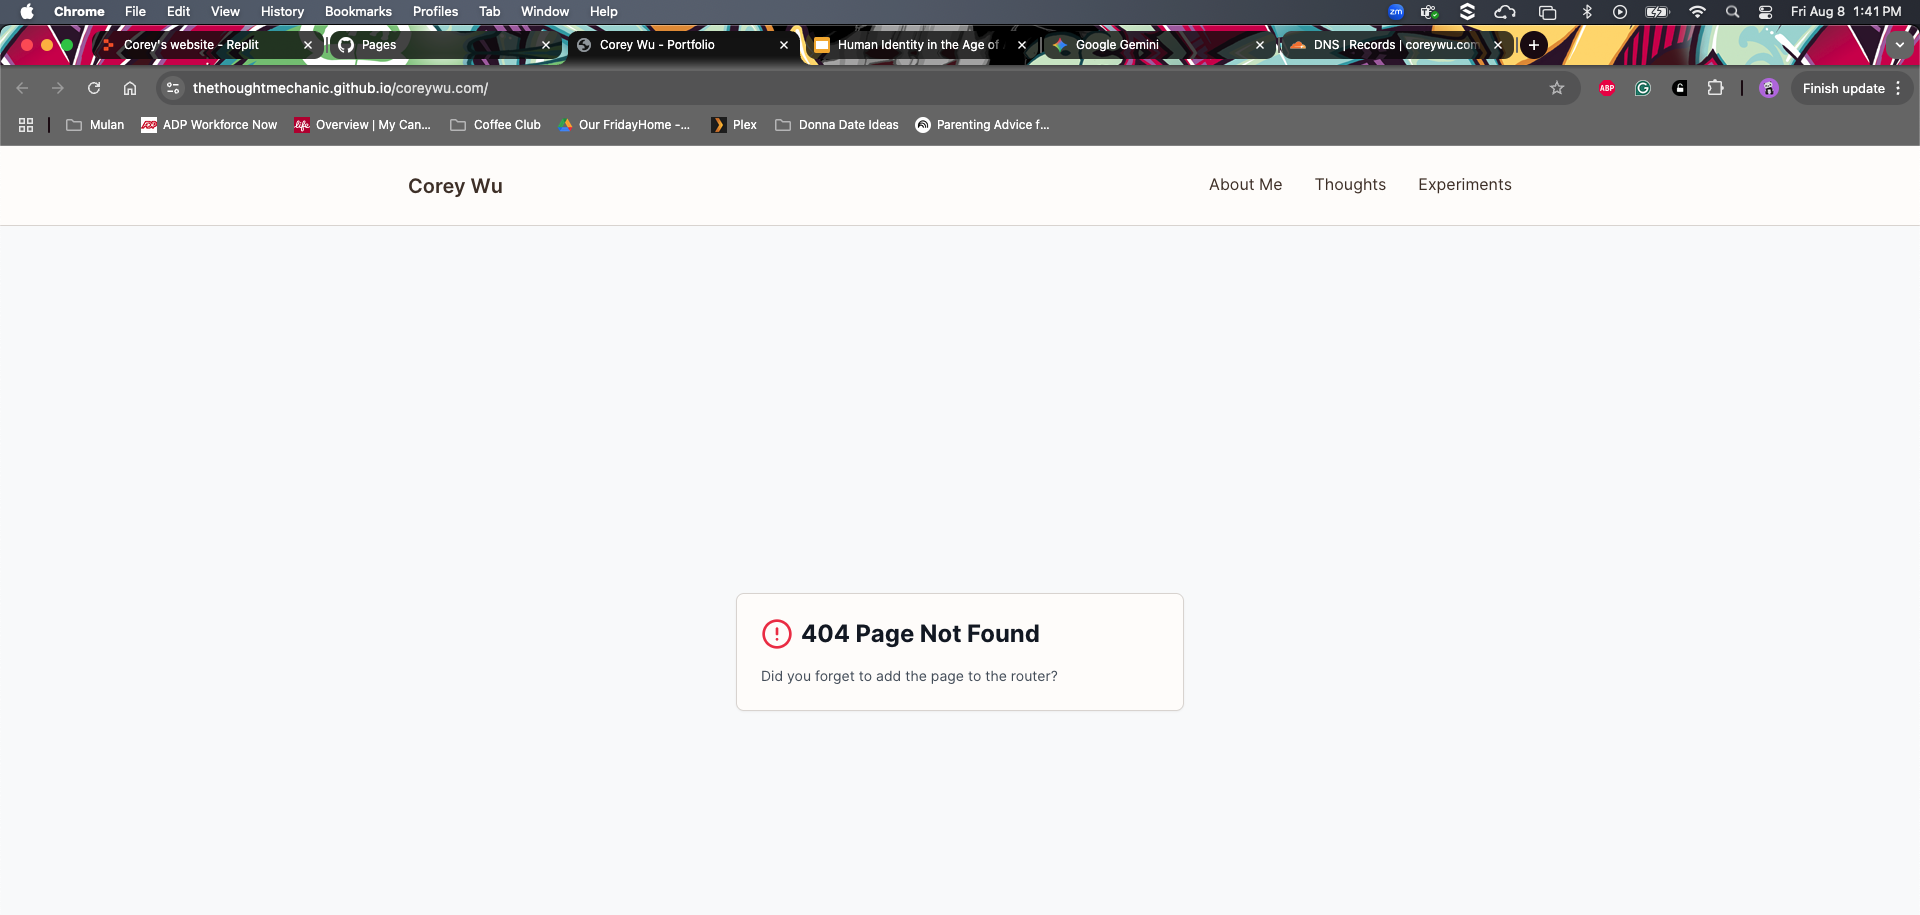 Chrome File Edit View History Bookmarks Profiles Tab Window Help zm Fri Aug 8 1:41 PM
Corey's website - Replit Pages Corey Wu - Portfolio Human Identity in the Age of Google Gemini DNS | Records | coreywu.com
thethoughtmechanic.github.io/coreywu.com/ ABP Finish update
Mulan ADP Workforce Now life Overview | My Can... Coffee Club Our FridayHome -... Plex Donna Date Ideas Parenting Advice f...
Corey Wu About Me Thoughts Experiments
404 Page Not Found
Did you forget to add the page to the router?